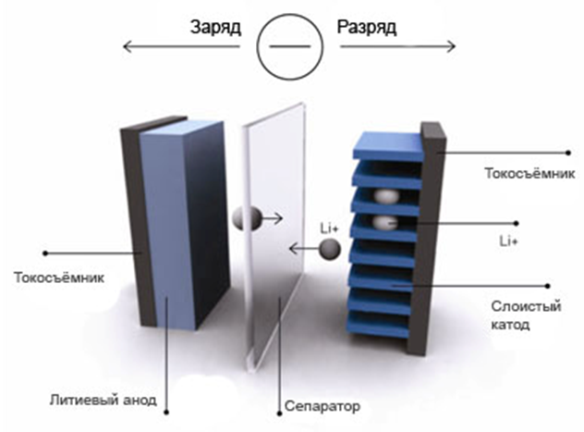 Заряд
Разряд
Токосъёмник
Li+
Li+
Токосъёмник
Слоистый
катод
Литиевый анод
Сепаратор